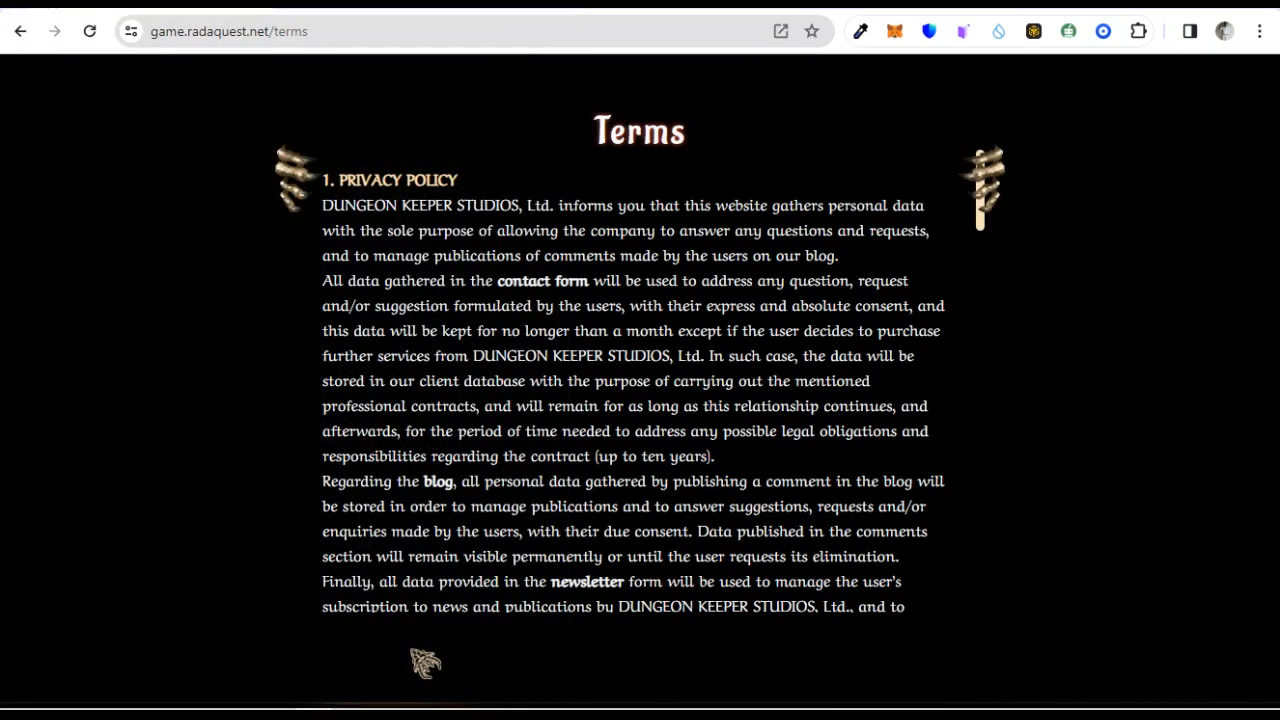 game.radaquest.net/terms
Terms
1. PRIVACY POLICY
DUNGEON KEEPER STUDIOS, Ltd. informs you that this website gathers personal data
with the sole purpose of allowing the company to answer any questions and requests,
and to manage publications of comments made by the users on our blog.
All data gathered in the contact form will be used to address any question, request
and/or suggestion formulated by the users, with their express and absolute consent, and
this data will be kept for no longer than a month except if the user decides to purchase
further services from DUNGEON KEEPER STUDIOS, Ltd. In such case, the data will be
stored in our client database with the purpose of carrying out the mentioned
professional contracts, and will remain for as long as this relationship continues, and
afterwards, for the period of time needed to address any possible legal obligations and
responsibilities regarding the contract (up to ten years).
Regarding the blog, all personal data gathered by publishing a comment in the blog will
be stored in order to manage publications and to answer suggestions, requests and/or
enquiries made by the users, with their due consent. Data published in the comments
section will remain visible permanently or until the user requests its elimination.
Finally, all data provided in the newsletter form will be used to manage the user's
subscription to news and publications by DUNGEON KEEPER STUDIOS, Ltd., and to